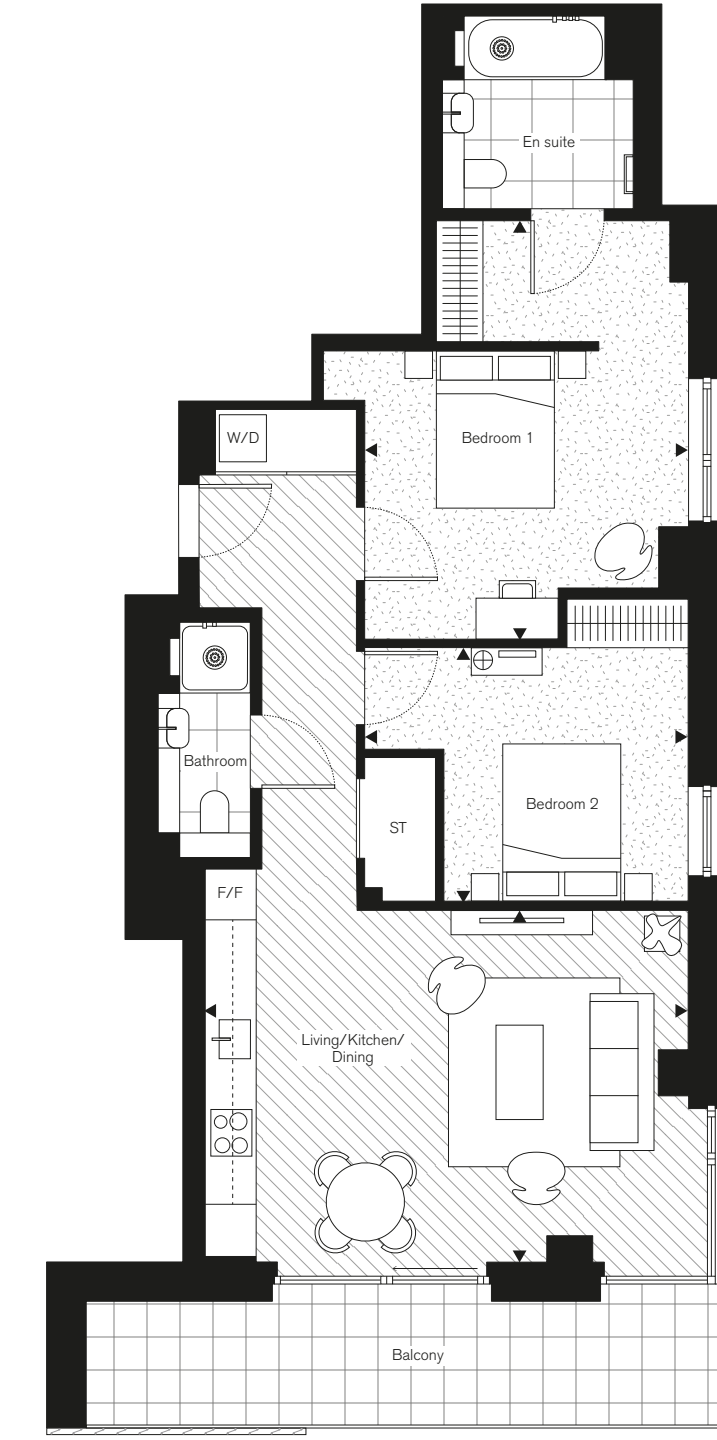 En suite
W/D
Bedroom 1
Bathroom
Bedroom 2
ST
F/F
Living/Kitchen/
Dining
Balcony